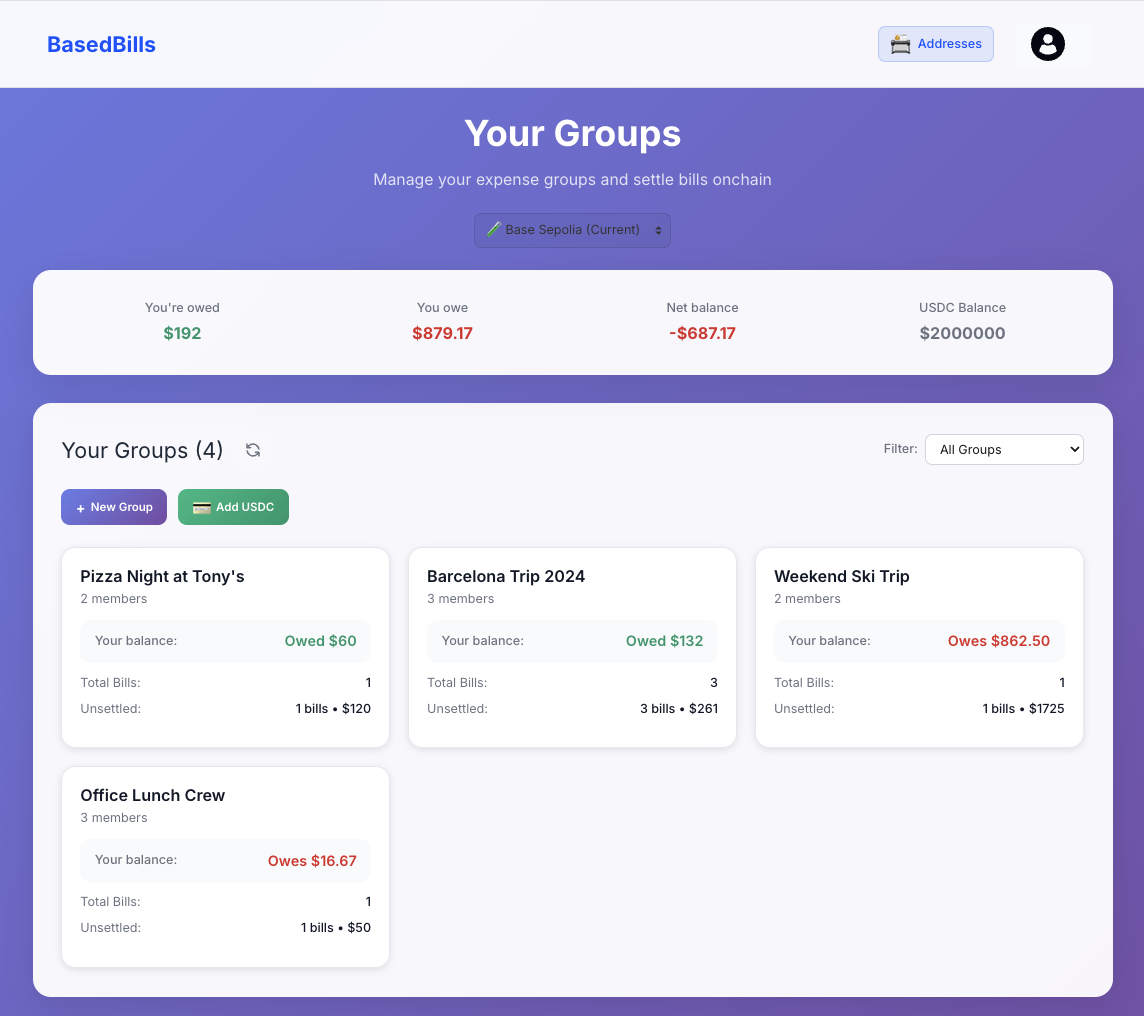 BasedBills
Addresses
Your Groups
Manage your expense groups and settle bills onchain
Base Sepolia (Current)
You're owed
$192
You owe
$879.17
Net balance
-$687.17
USDC Balance
$2000000
Your Groups (4)
Filter: All Groups
+ New Group
Add USDC
Pizza Night at Tony's
2 members
Your balance: Owed $60
Total Bills: 1
Unsettled: 1 bills • $120
Barcelona Trip 2024
3 members
Your balance: Owed $132
Total Bills: 3
Unsettled: 3 bills • $261
Weekend Ski Trip
2 members
Your balance: Owes $862.50
Total Bills: 1
Unsettled: 1 bills • $1725
Office Lunch Crew
3 members
Your balance: Owes $16.67
Total Bills: 1
Unsettled: 1 bills • $50